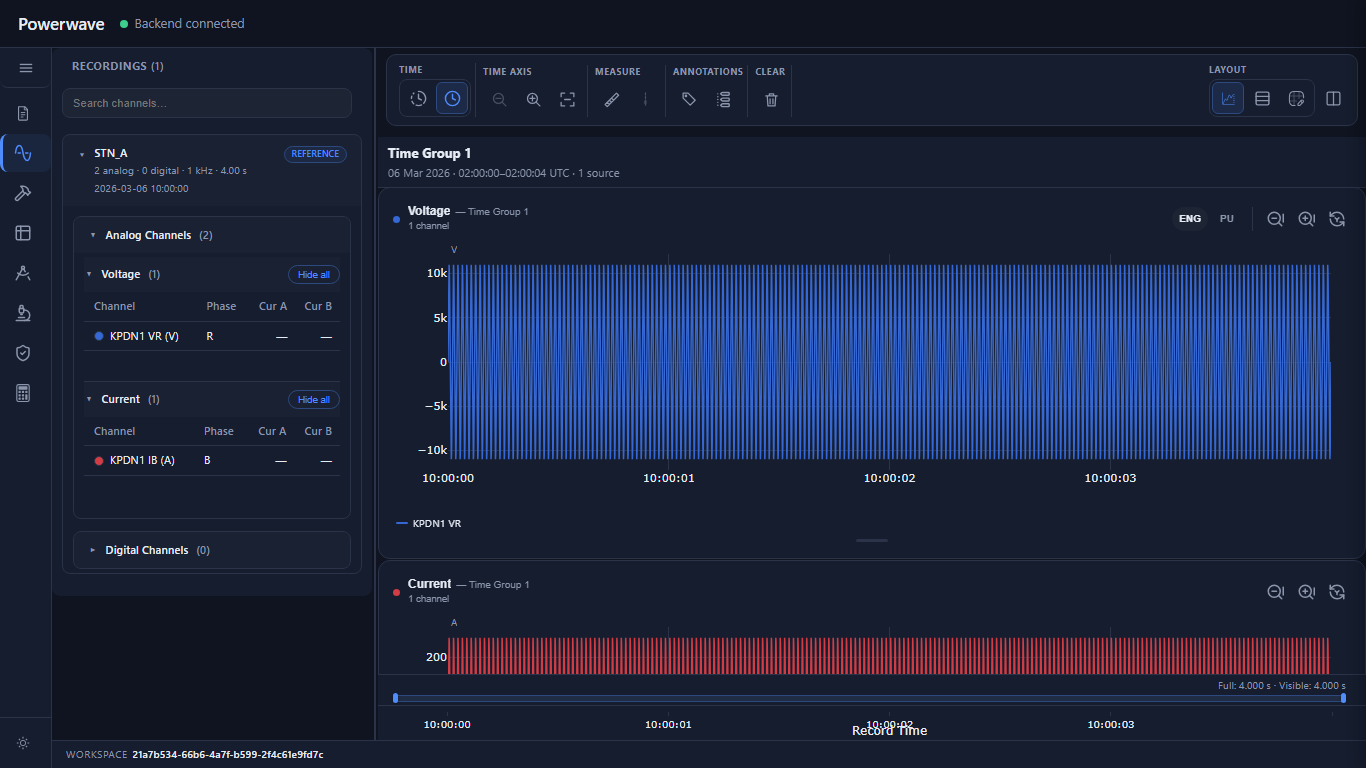 Powerwave
Backend connected
RECORDINGS (1)
Search channels...
STN_A
REFERENCE
2 analog · 0 digital · 1 kHz · 4.00 s
2026-03-06 10:00:00
Analog Channels (2)
Voltage (1)
Hide all
Channel Phase Cur A Cur B
KPDN1 VR (V) R — —
Current (1)
Hide all
Channel Phase Cur A Cur B
KPDN1 IB (A) B — —
Digital Channels (0)
TIME
TIME AXIS
MEASURE
ANNOTATIONS
CLEAR
LAYOUT
Time Group 1
06 Mar 2026 · 02:00:00–02:00:04 UTC · 1 source
Voltage — Time Group 1
1 channel
ENG PU
V
10k
5k
0
−5k
−10k
10:00:00 10:00:01 10:00:02 10:00:03
KPDN1 VR
Current — Time Group 1
1 channel
A
200
Full: 4.000 s · Visible: 4.000 s
10:00:00 10:00:01 10:00:02 10:00:03
Record Time
WORKSPACE 21a7b534-66b6-4a7f-b599-2f4c61e9fd7c